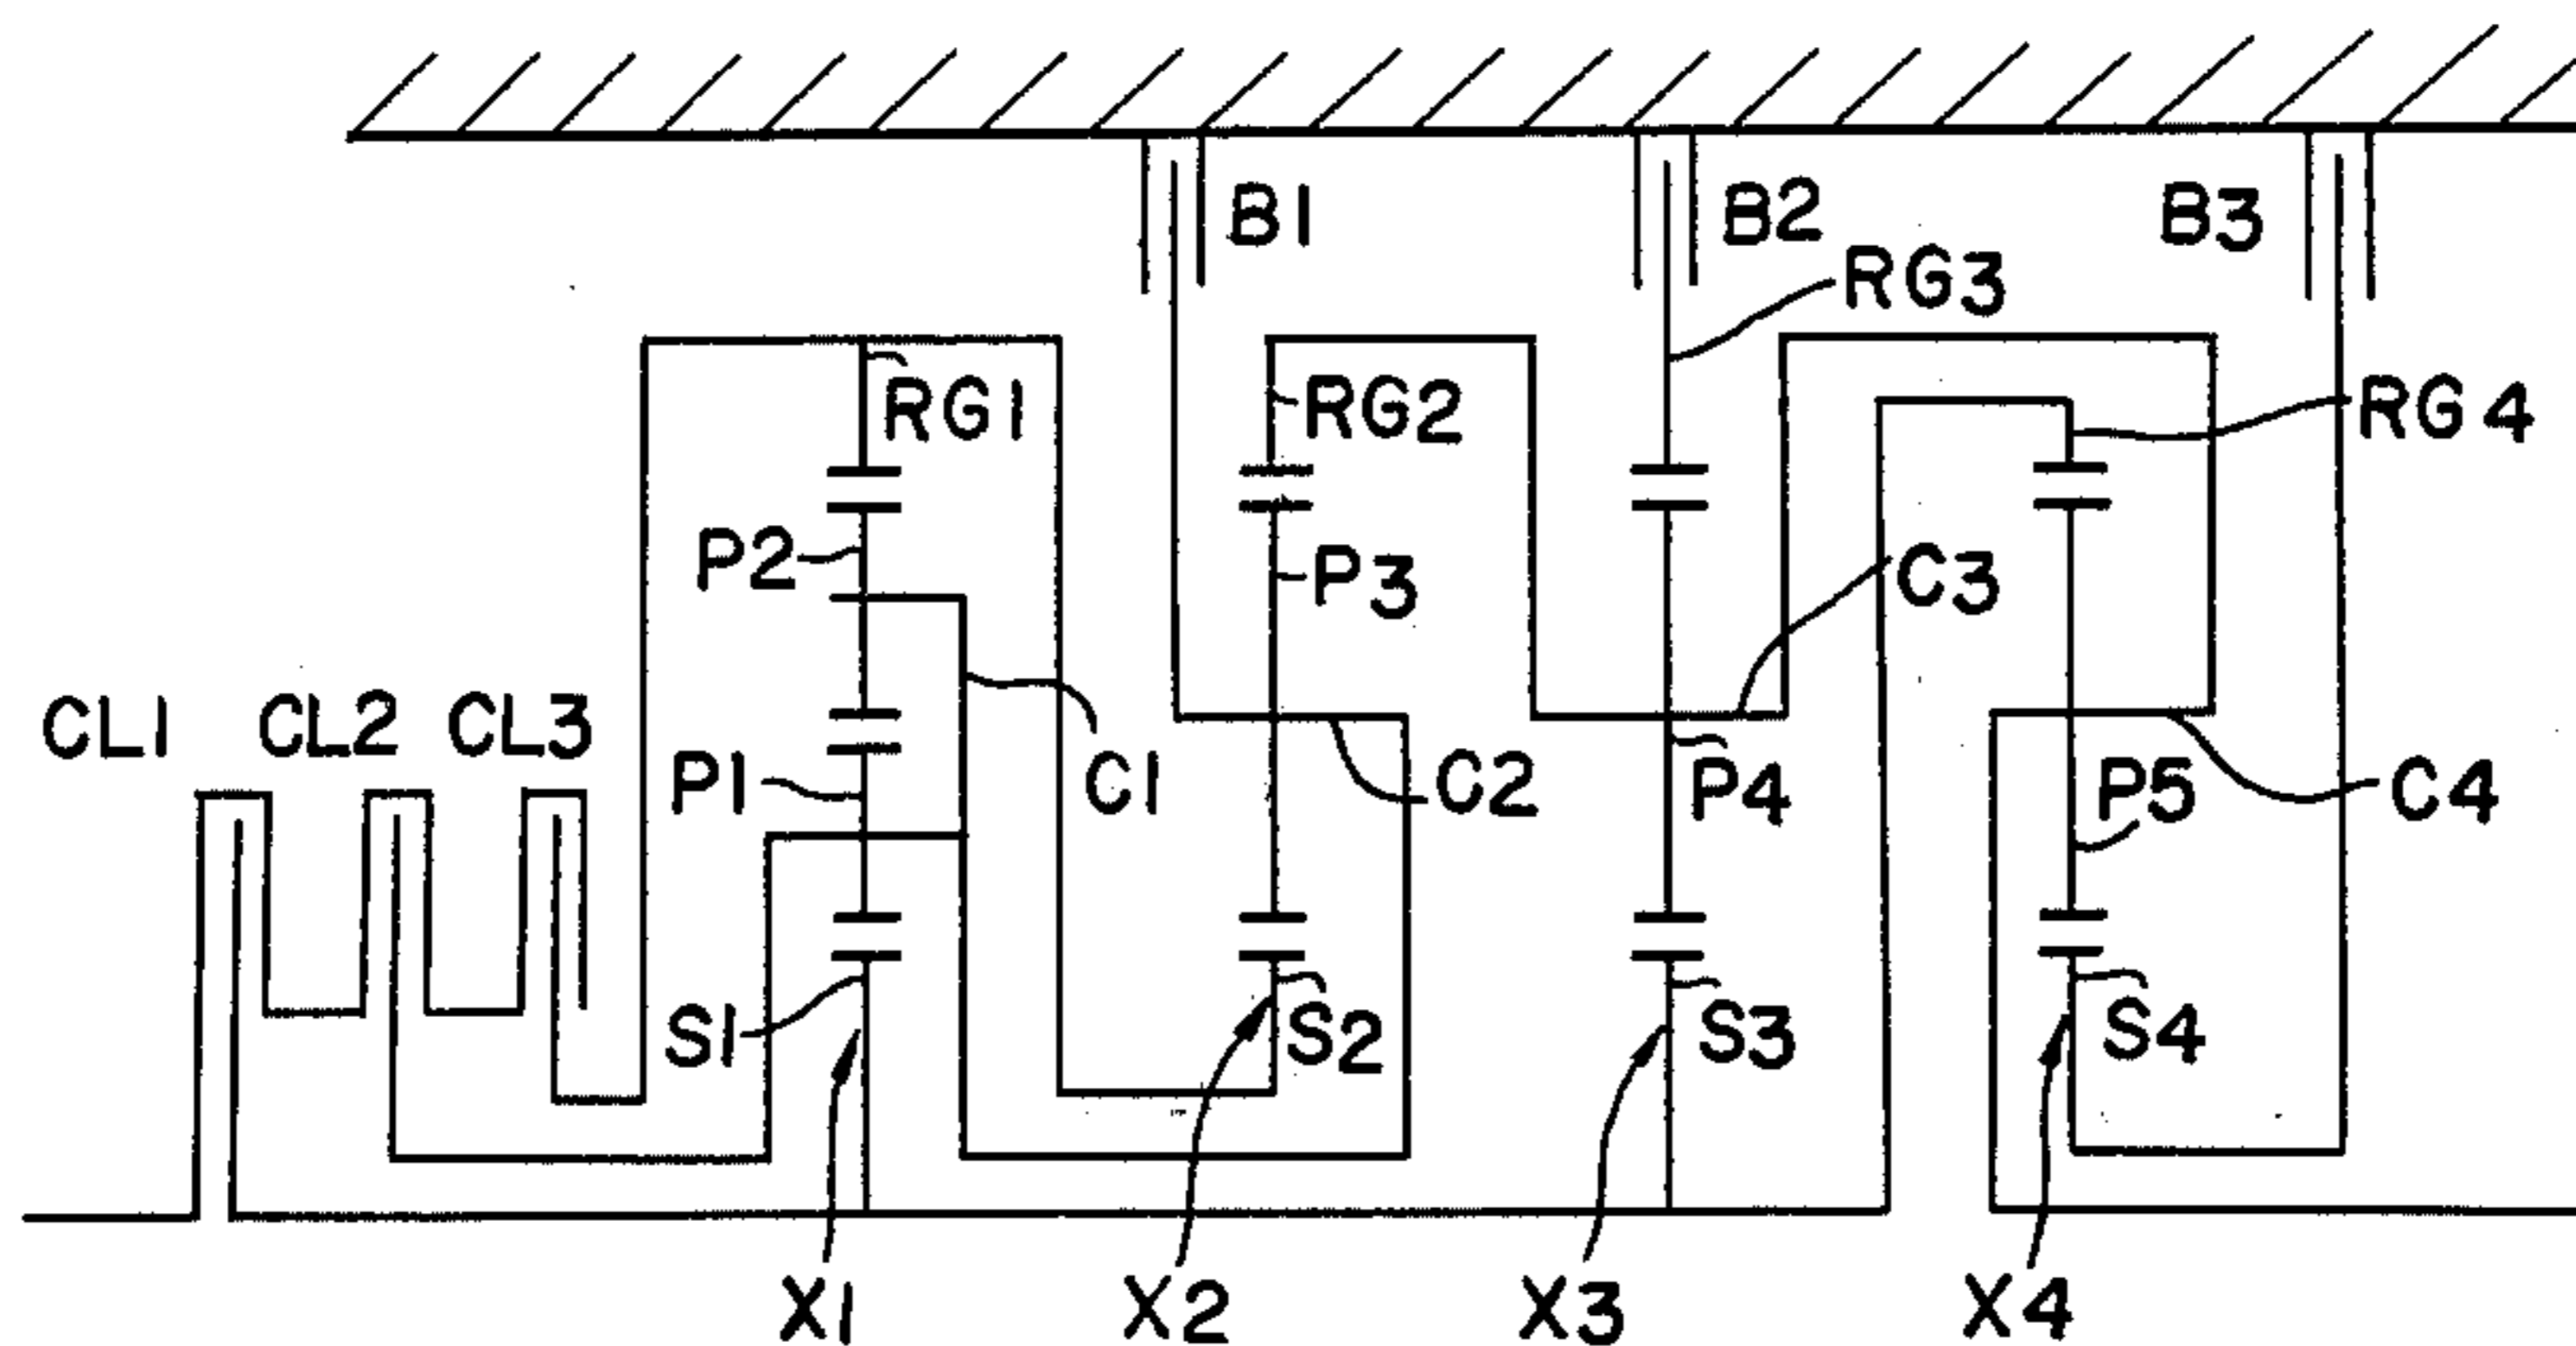 B1
B2
B3
RG3
RG1
RG2
RG4
P2
P3
C3
CL1
CL2
CL3
P1
C1
C2
P4
P5
C4
S1
S2
S3
S4
X1
X2
X3
X4